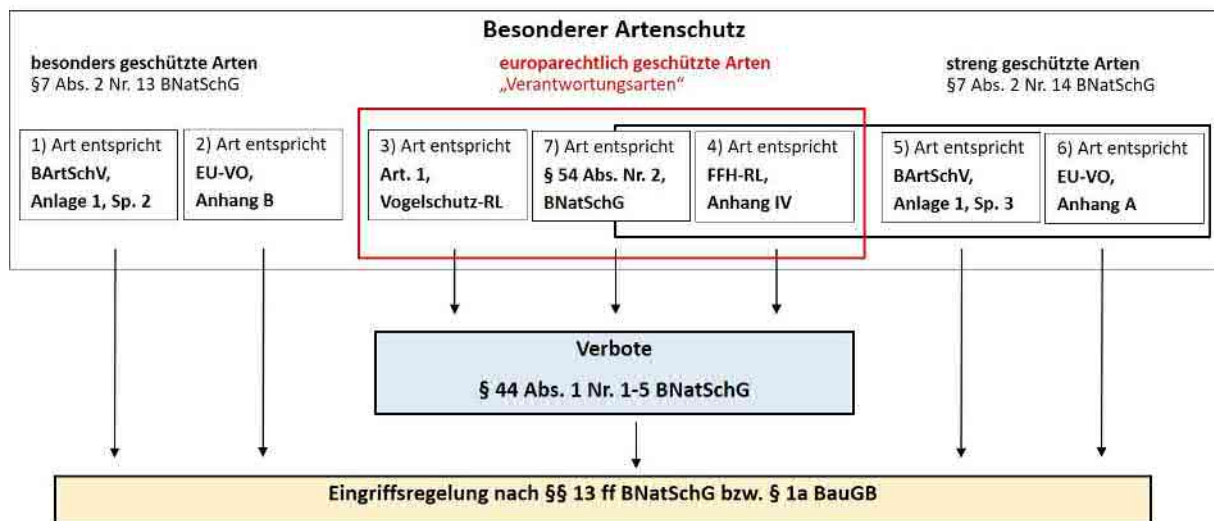 Besonderer Artenschutz
besonders geschützte Arten
§7 Abs. 2 Nr. 13 BNatSchG
europarechtlich geschützte Arten
„Verantwortungsarten“
streng geschützte Arten
§7 Abs. 2 Nr. 14 BNatSchG
1) Art entspricht
BArtSchV,
Anlage 1, Sp. 2
2) Art entspricht
EU-VO,
Anhang B
3) Art entspricht
Art. 1,
Vogelschutz-RL
7) Art entspricht
§ 54 Abs. Nr. 2,
BNatSchG
4) Art entspricht
FFH-RL,
Anhang IV
5) Art entspricht
BArtSchV,
Anlage 1, Sp. 3
6) Art entspricht
EU-VO,
Anhang A
Verbote
§ 44 Abs. 1 Nr. 1-5 BNatSchG
Eingriffsregelung nach §§ 13 ff BNatSchG bzw. § 1a BauGB